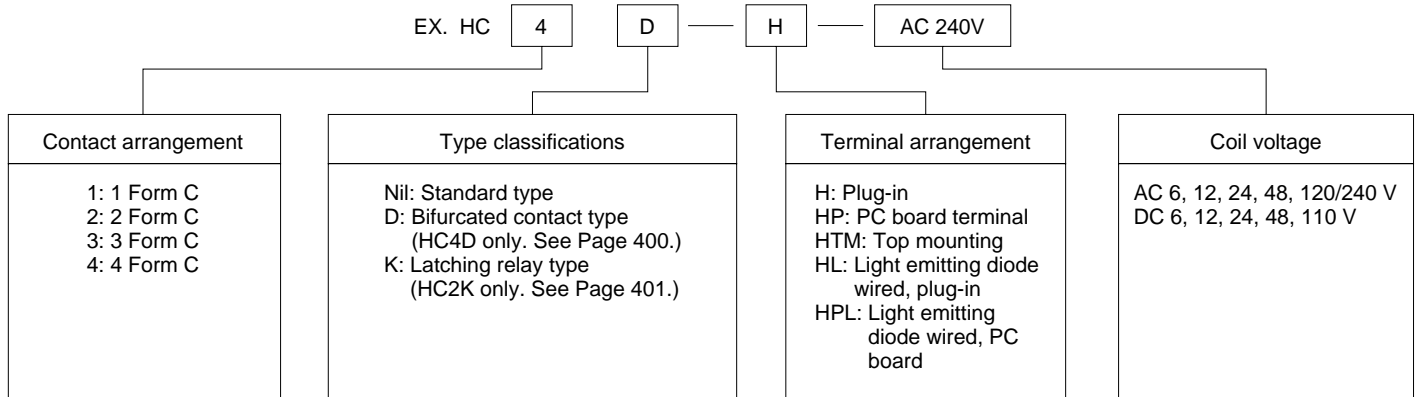 EX. HC 4 D H AC 240V
Contact arrangement
1: 1 Form C
2: 2 Form C
3: 3 Form C
4: 4 Form C
Type classifications
Nil: Standard type
D: Bifurcated contact type
(HC4D only. See Page 400.)
K: Latching relay type
(HC2K only. See Page 401.)
Terminal arrangement
H: Plug-in
HP: PC board terminal
HTM: Top mounting
HL: Light emitting diode
wired, plug-in
HPL: Light emitting
diode wired, PC
board
Coil voltage
AC 6, 12, 24, 48, 120/240 V
DC 6, 12, 24, 48, 110 V